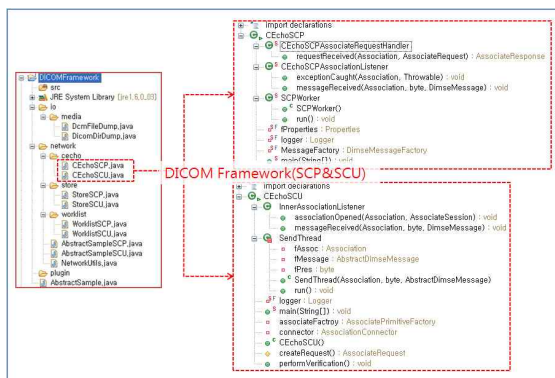 DICOMFramework
src
JRE System Library [jre1.6.0_03]
io
media
DcmFileDump.java
DicomDirDump.java
network
cecho
CEchoSCP.java
CEchoSCU.java
store
StoreSCP.java
StoreSCU.java
worklist
WorklistSCP.java
WorklistSCU.java
AbstractSampleSCP.java
AbstractSampleSCU.java
NetworkUtils.java
plugin
AbstractSample.java
DICOM Framework(SCP&SCU)
import declarations
CEchoSCP
CEchoSCPAssociateRequestHandler
requestReceived(Association, AssociateRequest) : AssociateResponse
CEchoSCPAssociationListener
exceptionCaught(Association, Throwable) : void
messageReceived(Association, byte, DimseMessage) : void
SCPWorker
SCPWorker()
run() : void
fProperties : Properties
logger : Logger
MessageFactory : DimseMessageFactory
main(String[]) : void
import declarations
CEchoSCU
InnerAssociationListener
associationOpened(Association, AssociateSession) : void
messageReceived(Association, byte, DimseMessage) : void
SendThread
fAssoc : Association
fMessage : AbstractDimseMessage
fPres : byte
SendThread(Association, byte, AbstractDimseMessage)
run() : void
logger : Logger
main(String[]) : void
associateFactroy : AssociatePrimitiveFactory
connector : AssociationConnector
CEchoSCU()
createRequest() : AssociateRequest
performVerification() : void